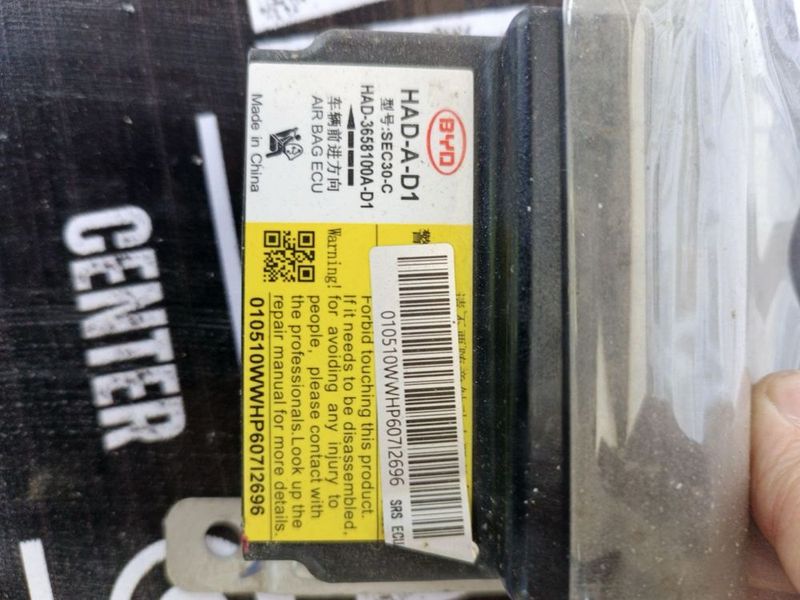 BYD
HAD-A-D1
型号:SEC30-C
HAD-3658100A-D1
车辆前进方向
AIR BAG ECU
Made in China
警
Warning!
Forbid touching this product.
If it needs to be disassembled,
for avoiding any injury to
people, please contact with
the professionals. Look up the
repair manual for more details.
010510WWHP607I2696
010510WWHP607I2696 SRS ECU
CENTER